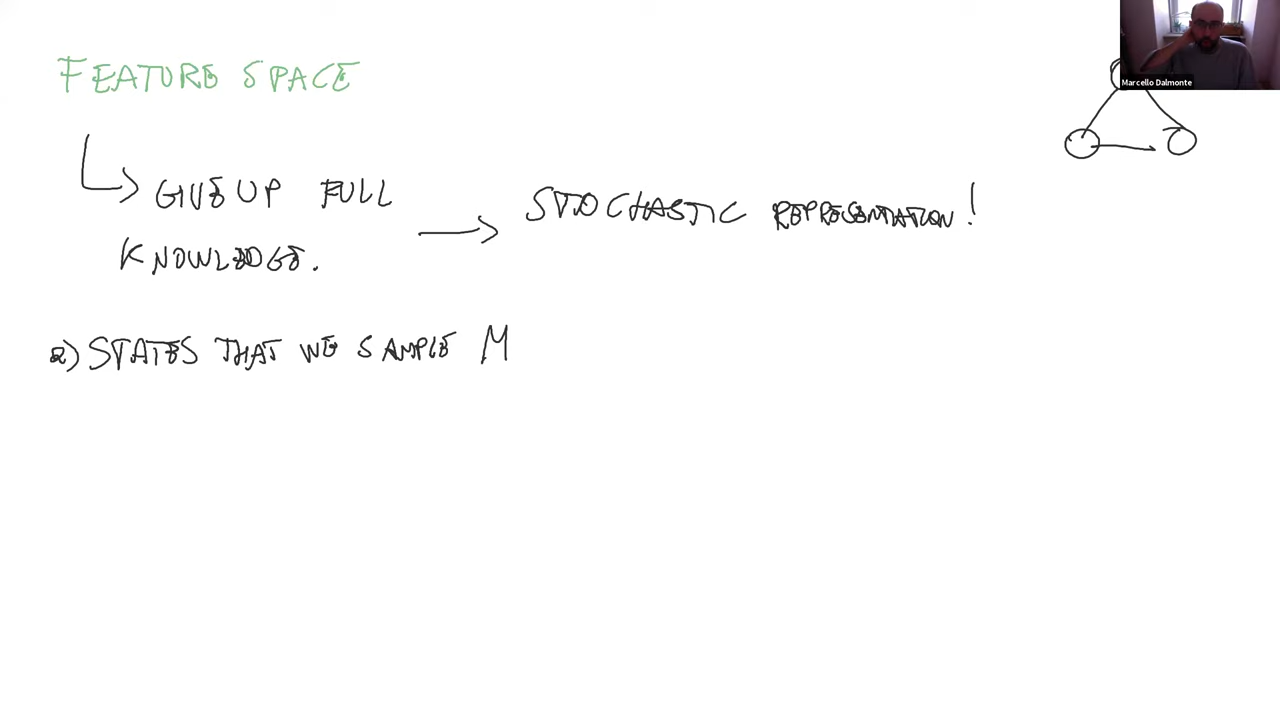 FEATURE SPACE
GIVE UP FULL
KNOWLEDGE.
STOCHASTIC REPRESENTATION!
2) STATES THAT WE SAMPLE M
Marcello Dalmonte